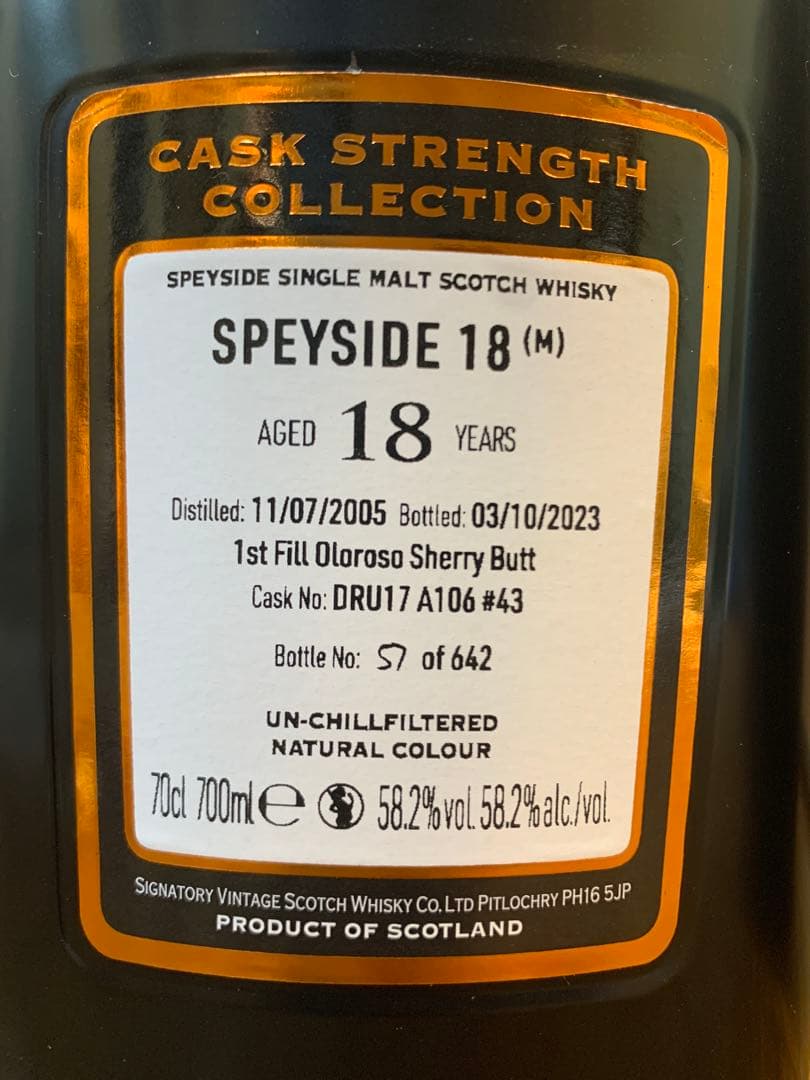 CASK STRENGTH
COLLECTION
SPEYSIDE SINGLE MALT SCOTCH WHISKY
SPEYSIDE 18 (M)
AGED 18 YEARS
Distilled: 11/07/2005 Bottled: 03/10/2023
1st Fill Oloroso Sherry Butt
Cask No: DRU17 A106 #43
Bottle No: 57 of 642
UN-CHILLFILTERED
NATURAL COLOUR
70cl 700ml e 58.2%vol. 58.2%alc./vol.
SIGNATORY VINTAGE SCOTCH WHISKY CO. LTD PITLOCHRY PH16 5JP
PRODUCT OF SCOTLAND